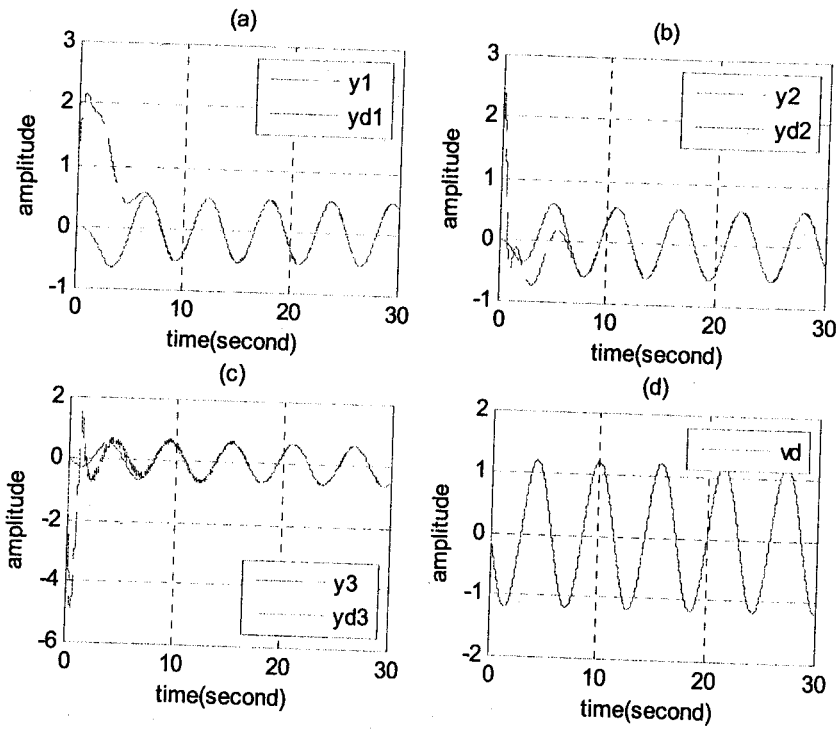 (a)
3
2
1
0
-1
amplitude
y1
yd1
0
10
20
30
time(second)
(b)
3
2
1
0
-1
amplitude
y2
yd2
0
10
20
30
time(second)
(c)
2
0
-2
-4
-6
amplitude
y3
yd3
0
10
20
30
time(second)
(d)
2
1
0
-1
-2
amplitude
vd
0
10
20
30
time(second)